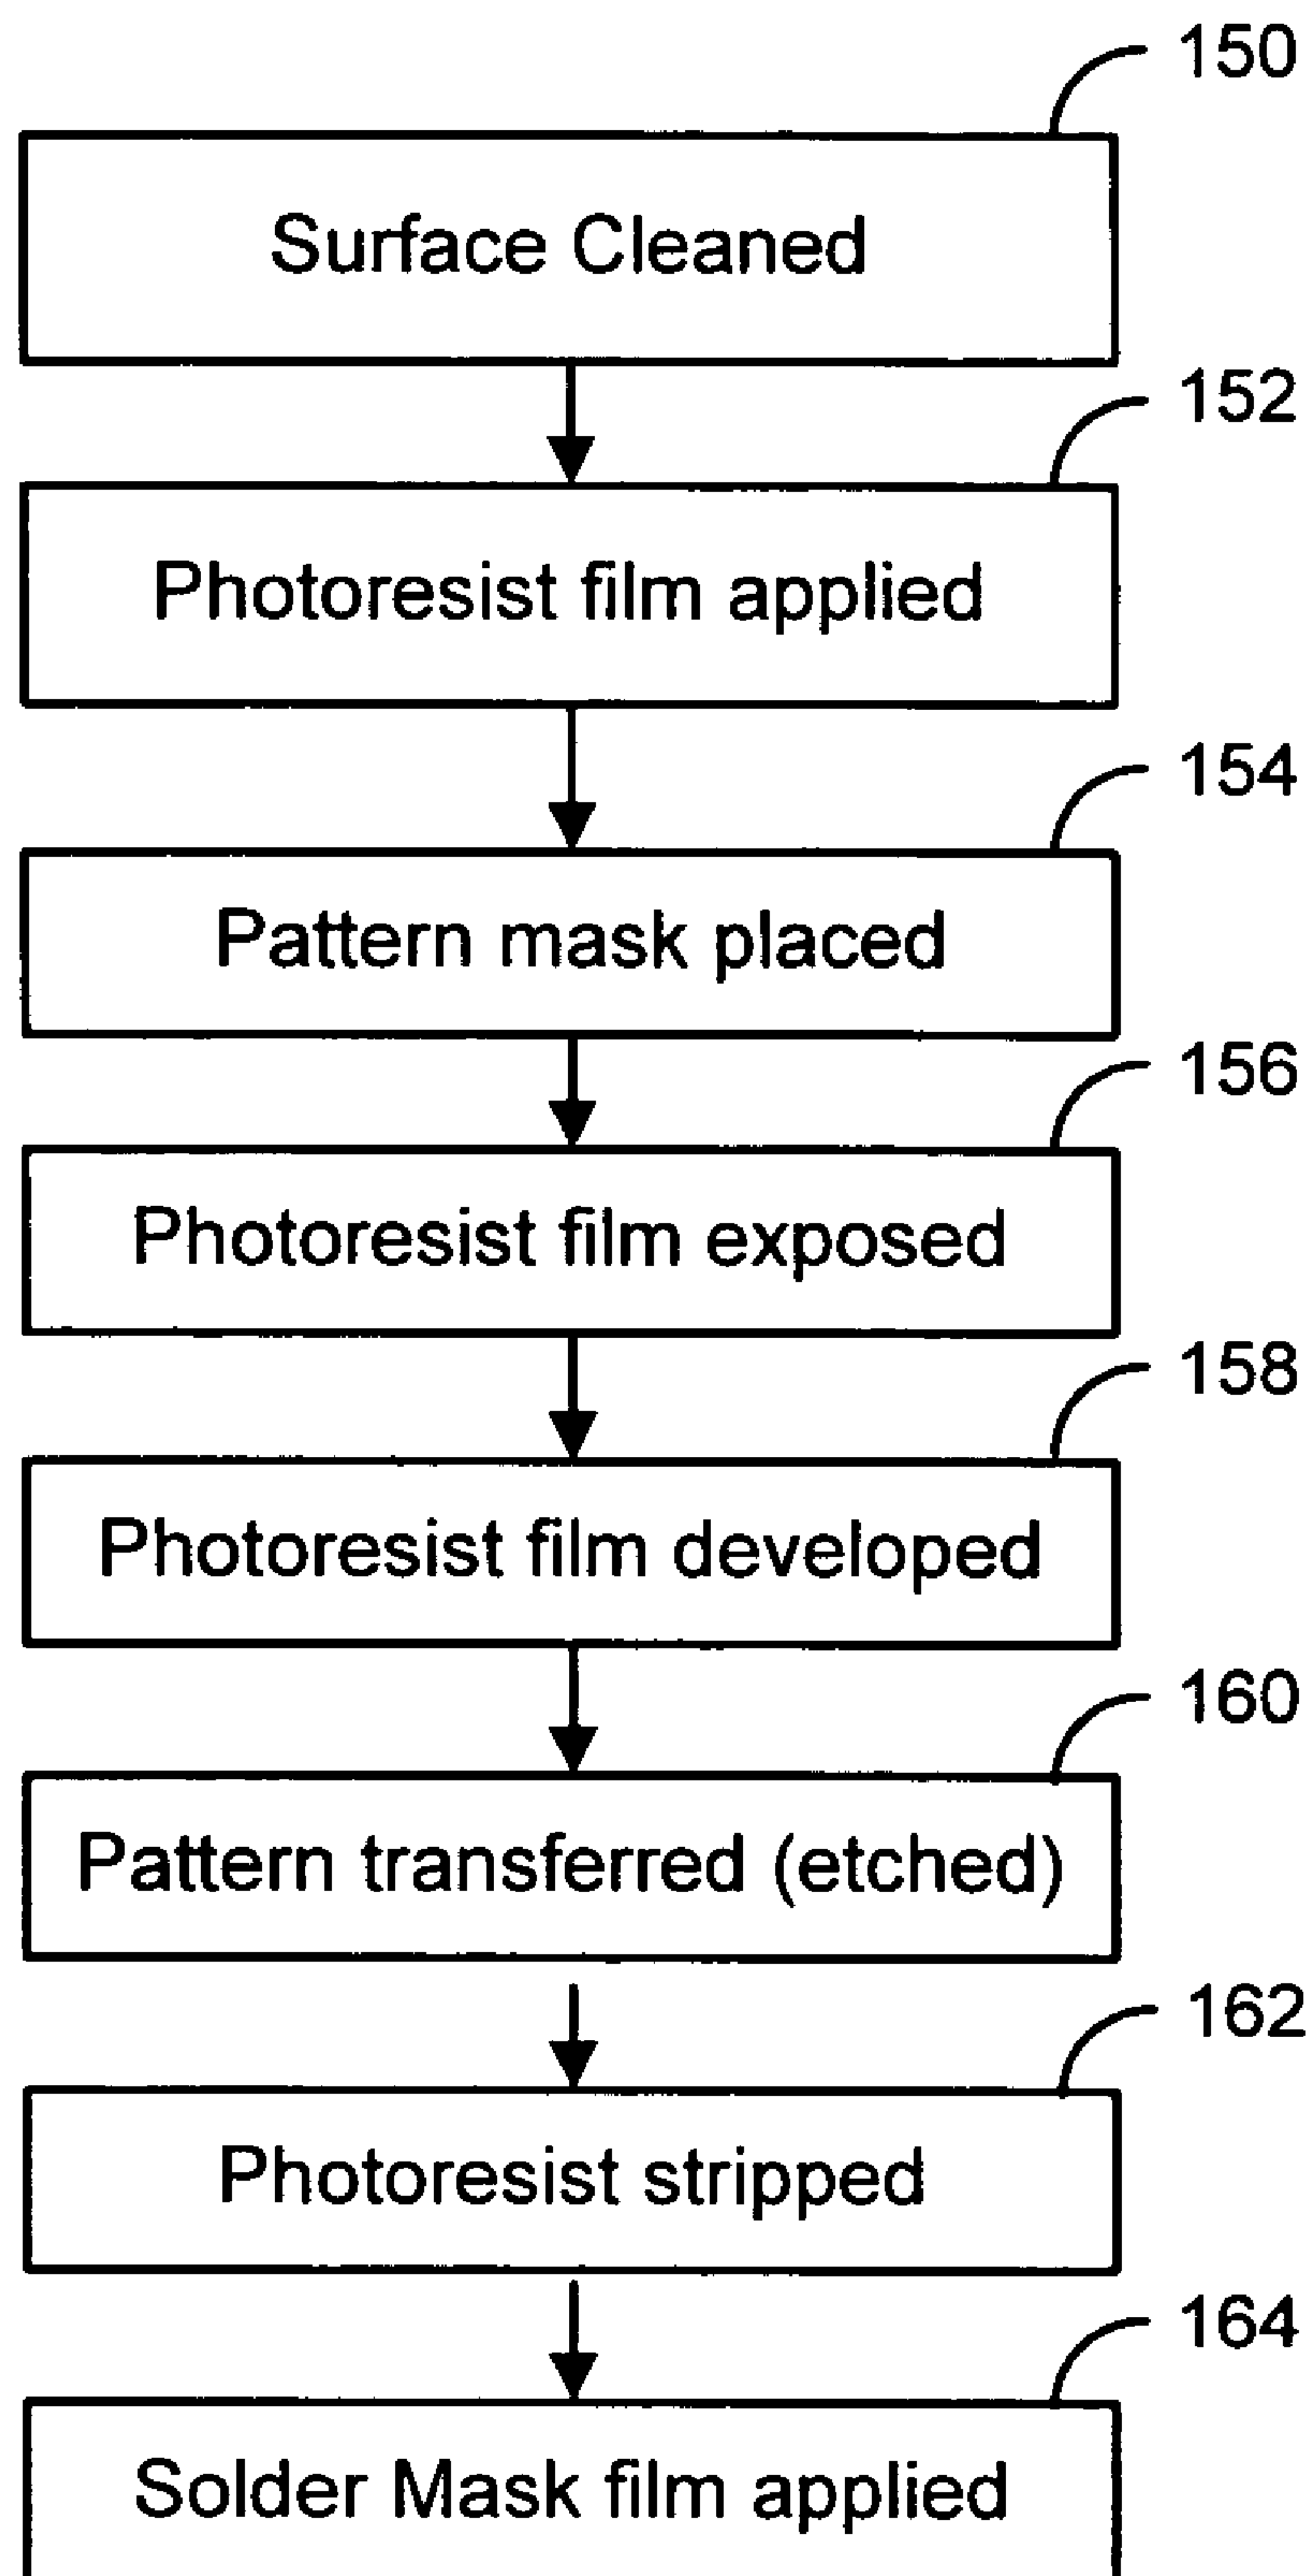 150
Surface Cleaned
152
Photoresist film applied
154
Pattern mask placed
156
Photoresist film exposed
158
Photoresist film developed
160
Pattern transferred (etched)
162
Photoresist stripped
164
Solder Mask film applied